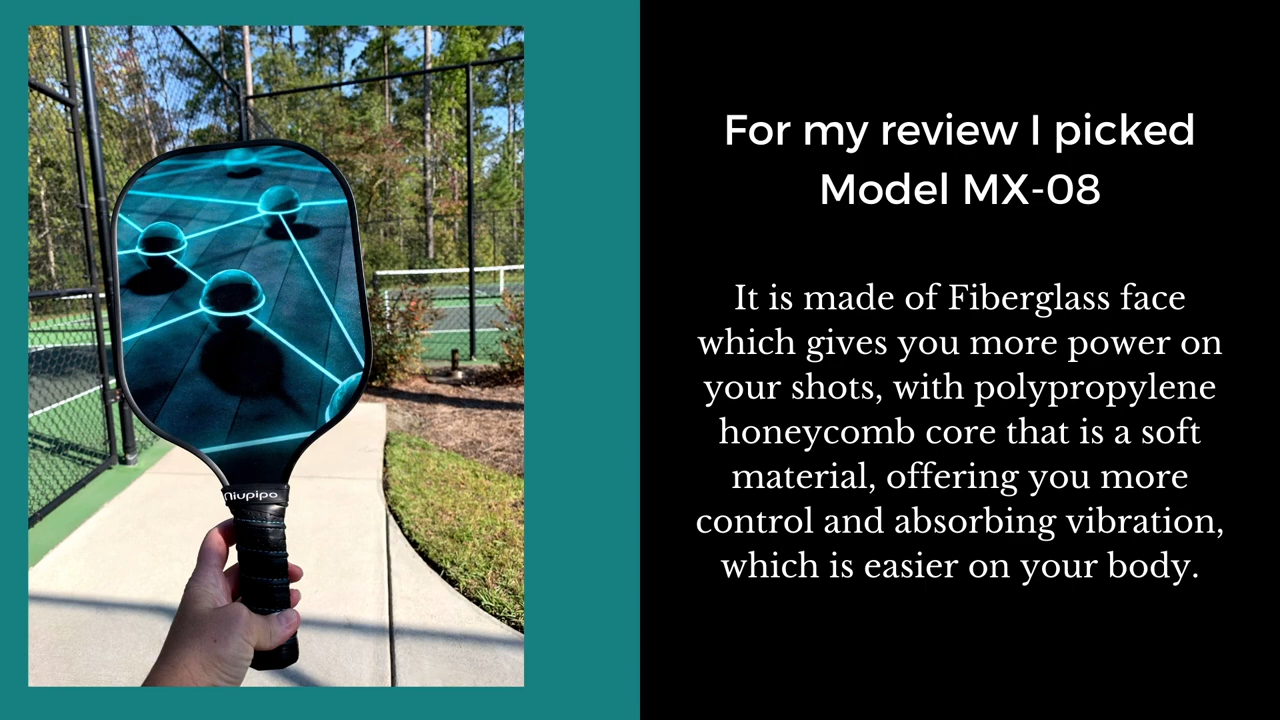 niupipo
For my review I picked
Model MX-08
It is made of Fiberglass face
which gives you more power on
your shots, with polypropylene
honeycomb core that is a soft
material, offering you more
control and absorbing vibration,
which is easier on your body.